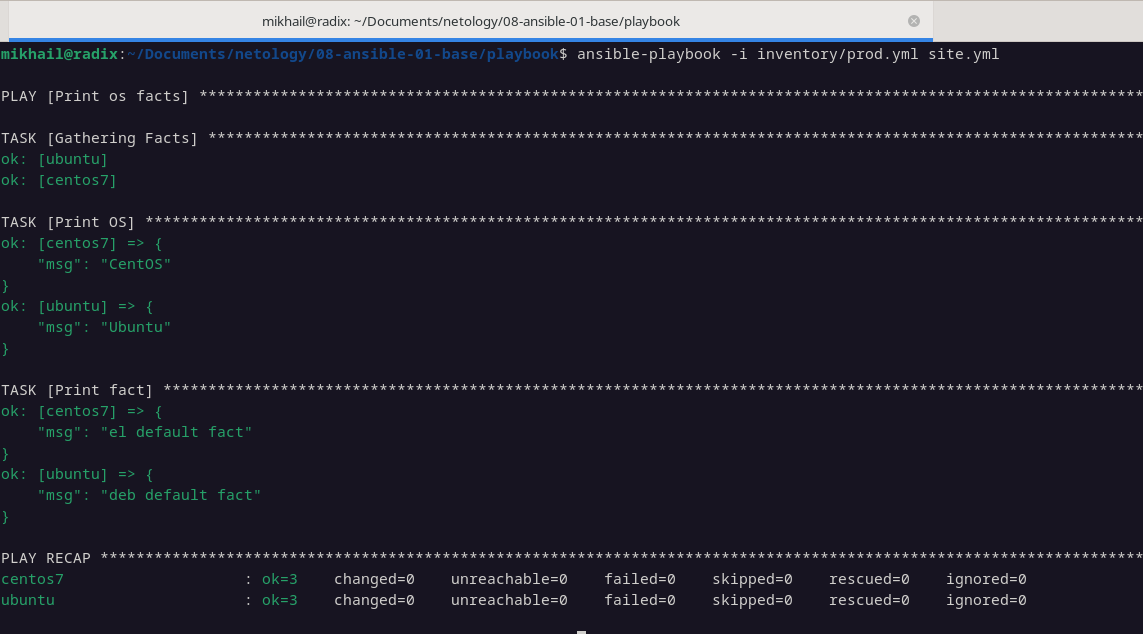 mikhail@radix: ~/Documents/netology/08-ansible-01-base/playbook
mikhail@radix:~/Documents/netology/08-ansible-01-base/playbook$ ansible-playbook -i inventory/prod.yml site.yml
PLAY [Print os facts] *********************************************************************************************************
TASK [Gathering Facts] ********************************************************************************************************
ok: [ubuntu]
ok: [centos7]
TASK [Print OS] ***************************************************************************************************************
ok: [centos7] => {
    "msg": "CentOS"
}
ok: [ubuntu] => {
    "msg": "Ubuntu"
}
TASK [Print fact] *************************************************************************************************************
ok: [centos7] => {
    "msg": "el default fact"
}
ok: [ubuntu] => {
    "msg": "deb default fact"
}
PLAY RECAP ********************************************************************************************************************
centos7                    : ok=3    changed=0    unreachable=0    failed=0    skipped=0    rescued=0    ignored=0
ubuntu                     : ok=3    changed=0    unreachable=0    failed=0    skipped=0    rescued=0    ignored=0